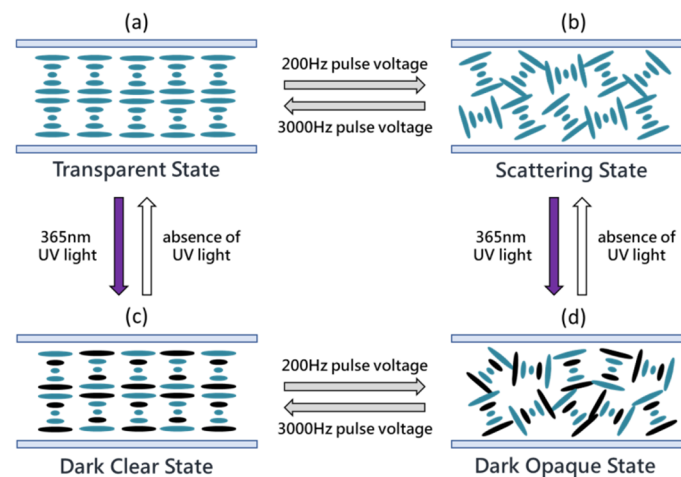 (a)
(b)
200Hz pulse voltage
3000Hz pulse voltage
Transparent State
Scattering State
365nm
UV light
absence of
UV light
365nm
UV light
absence of
UV light
(c)
(d)
200Hz pulse voltage
3000Hz pulse voltage
Dark Clear State
Dark Opaque State